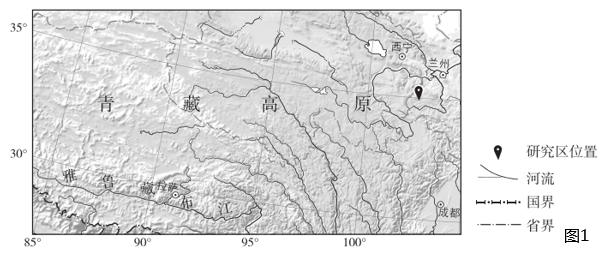 35°
西宁
兰州
青 藏 高 原
30°
雅 鲁 藏 布 江
拉萨
成都
85° 90° 95° 100°
研究区位置
河流
国界
省界
图1